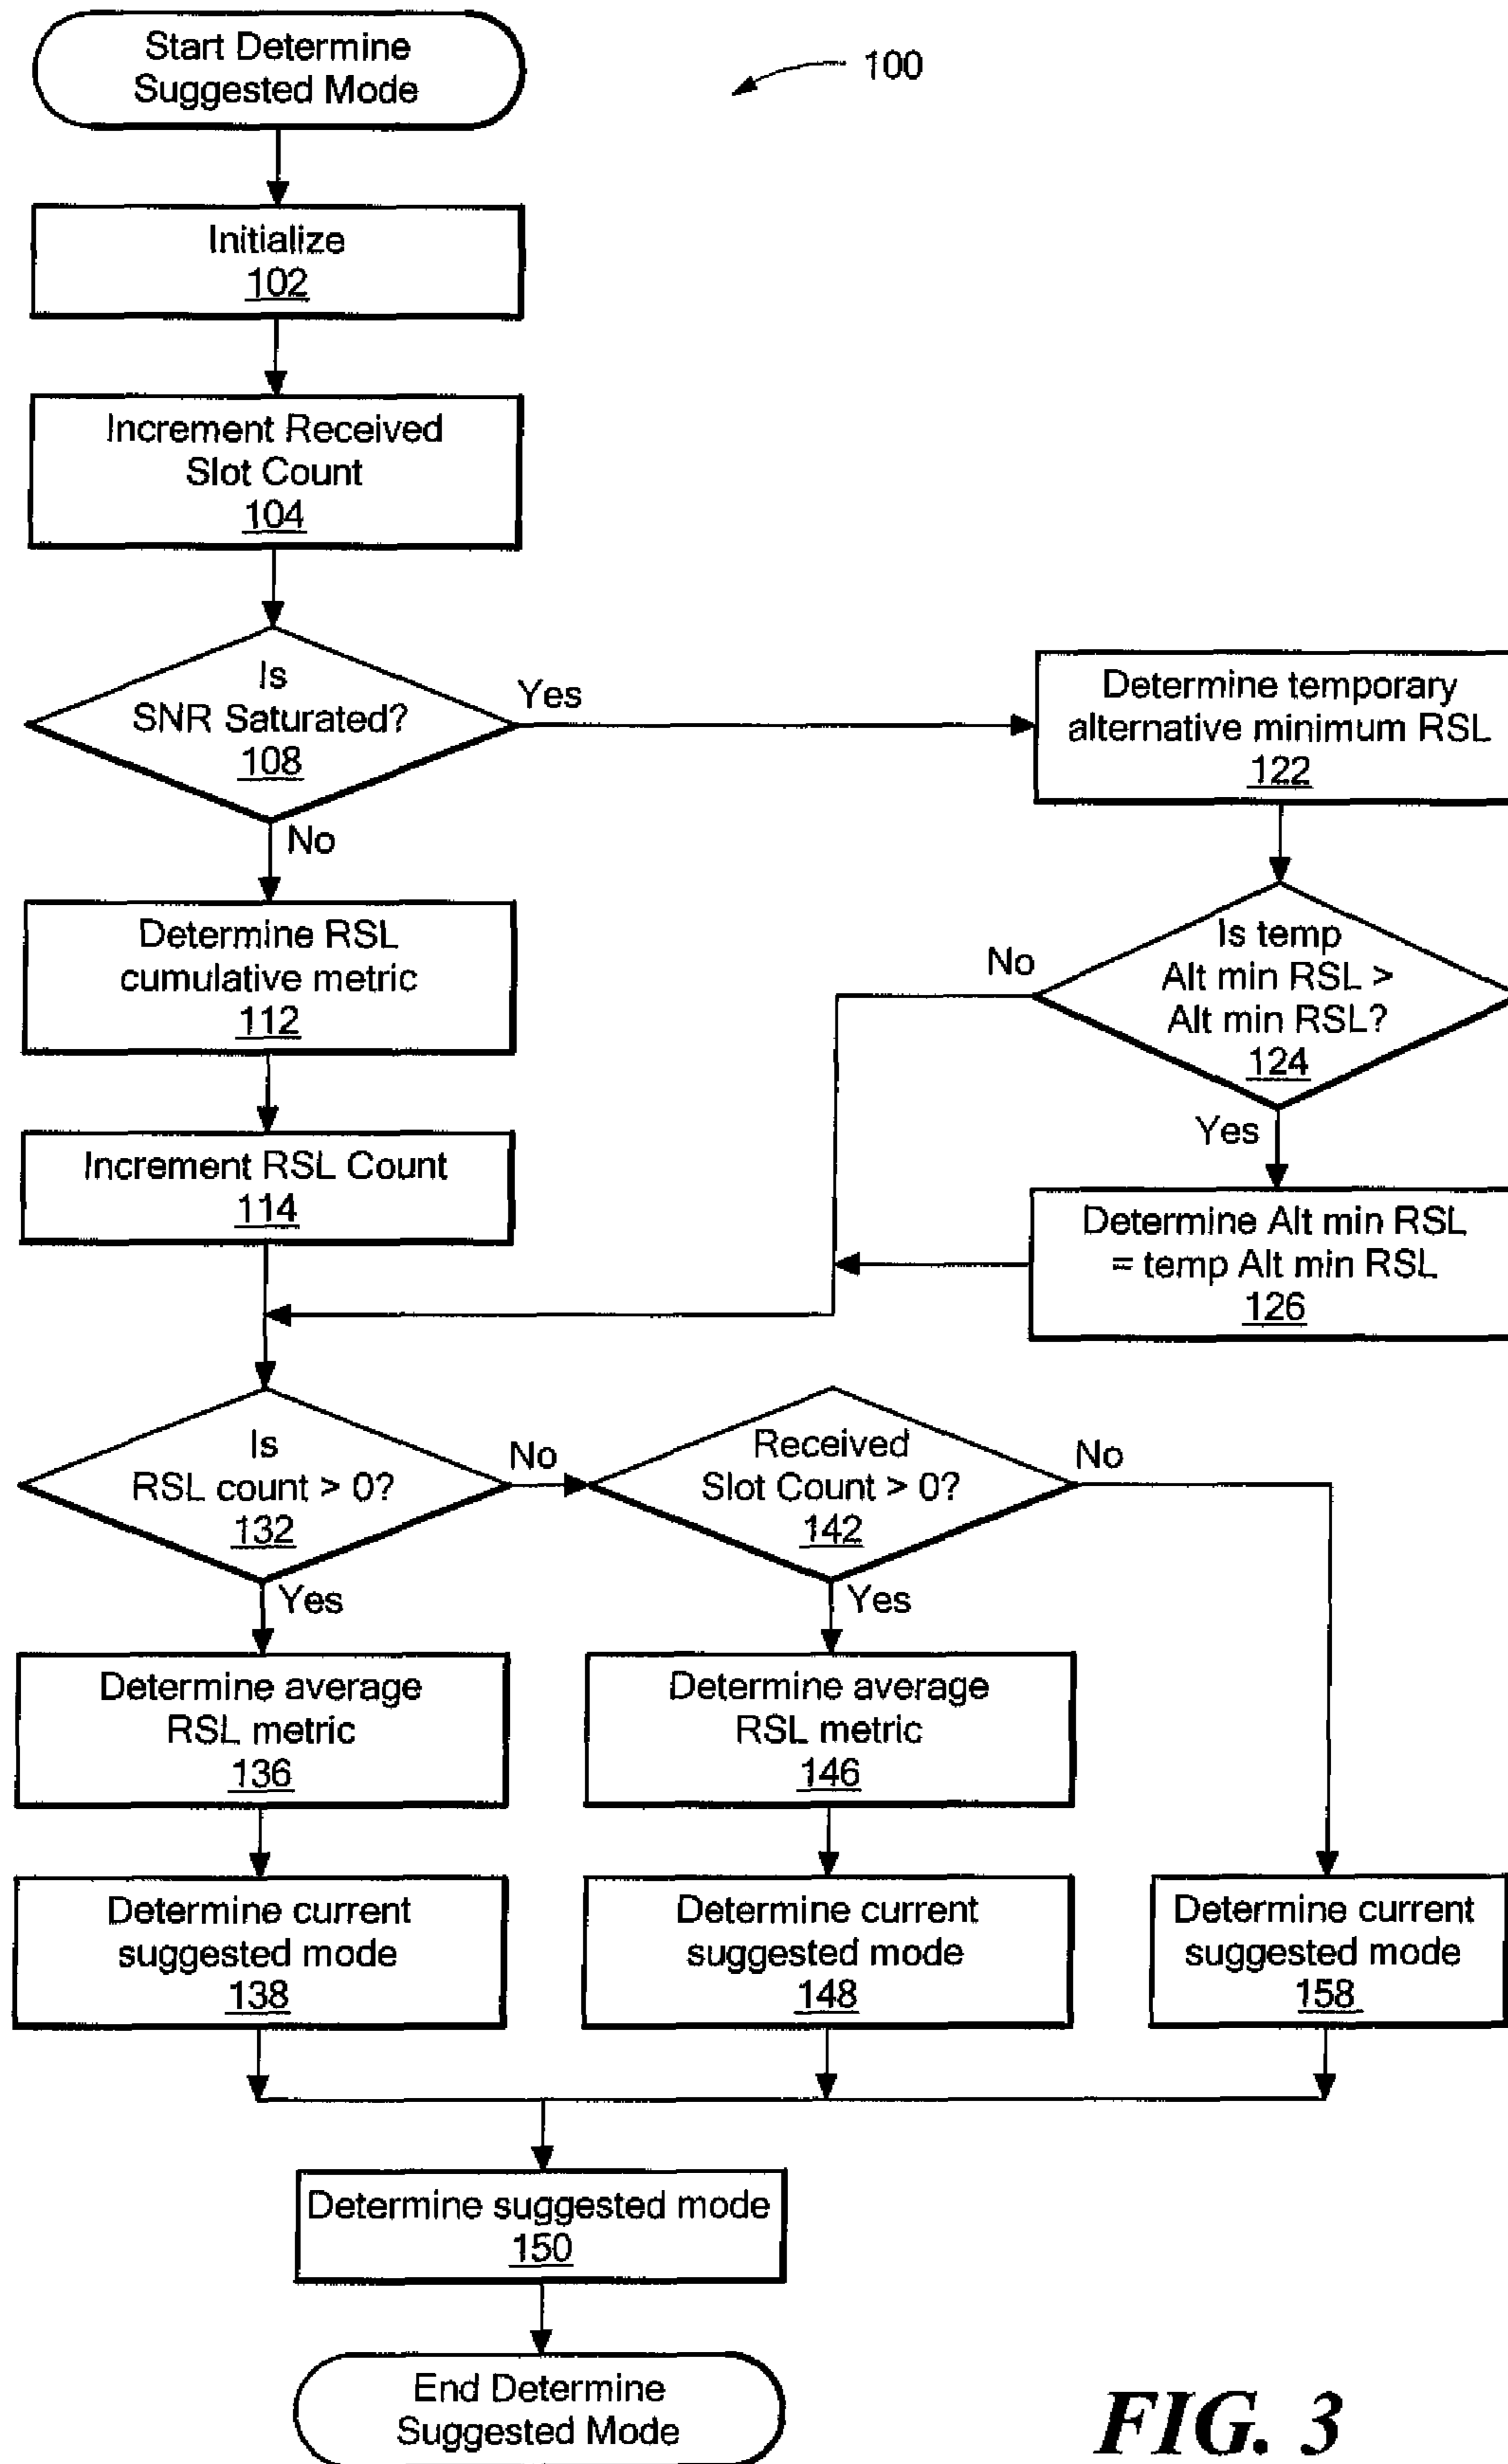 Start Determine
Suggested Mode
100
Initialize
102
Increment Received
Slot Count
104
Is
SNR Saturated?
108
Yes
No
Determine temporary
alternative minimum RSL
122
Is temp
Alt min RSL >
Alt min RSL?
124
No
Yes
Determine RSL
cumulative metric
112
Increment RSL Count
114
Determine Alt min RSL
= temp Alt min RSL
126
Is
RSL count > 0?
132
No
Yes
Received
Slot Count > 0?
142
No
Yes
Determine average
RSL metric
136
Determine average
RSL metric
146
Determine current
suggested mode
138
Determine current
suggested mode
148
Determine current
suggested mode
158
Determine suggested mode
150
End Determine
Suggested Mode
FIG. 3